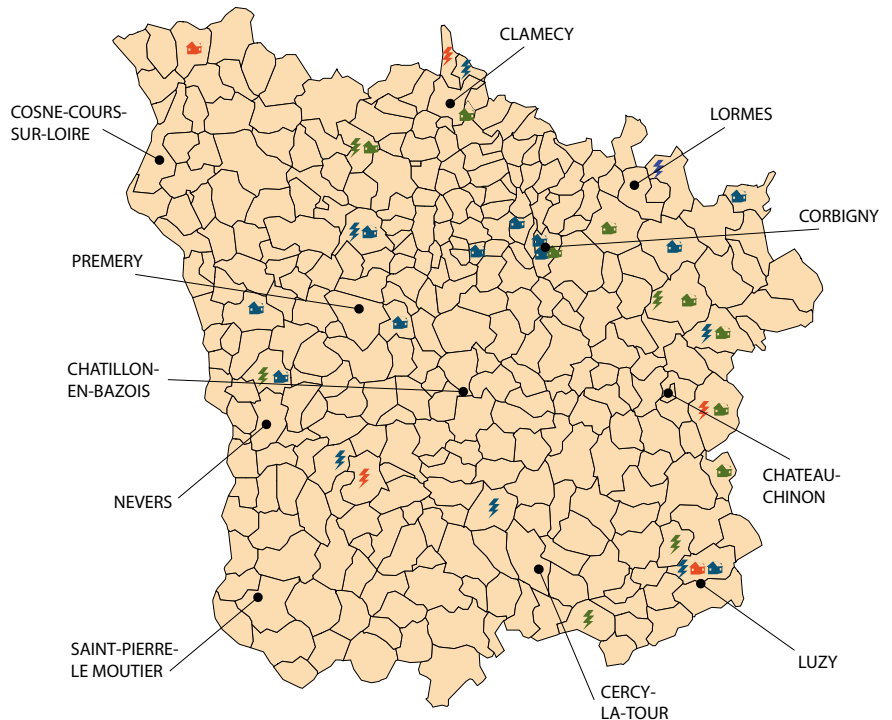 CLAMECY
COSNE-COURS-
SUR-LOIRE
LORMES
CORBIGNY
PREMERY
CHATILLON-
EN-BAZOIS
NEVERS
CHATEAU-
CHINON
SAINT-PIERRE-
LE MOUTIER
LUZY
CERCY-
LA-TOUR